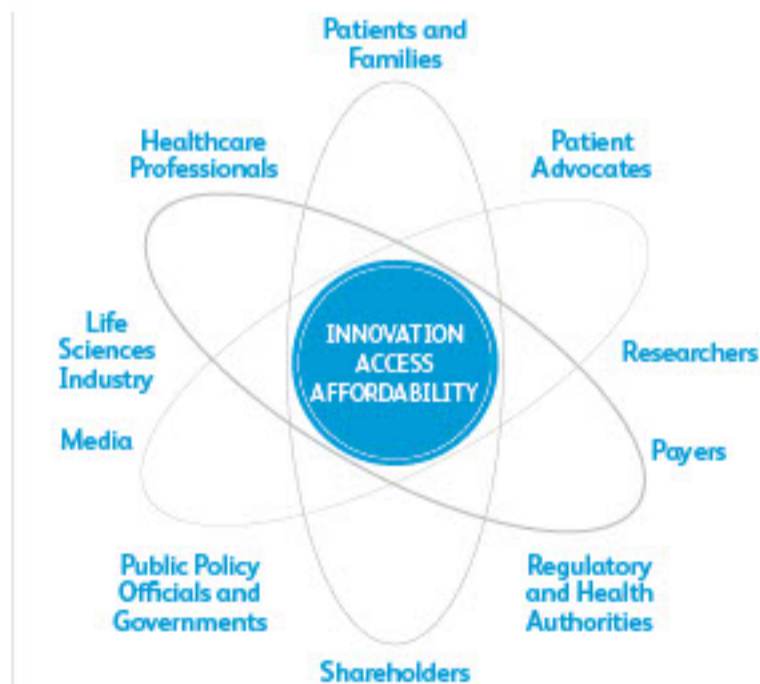 Patients and
Families
Healthcare
Professionals
Patient
Advocates
Life
Sciences
Industry
INNOVATION
ACCESS
AFFORDABILITY
Researchers
Media
Payers
Public Policy
Officials and
Governments
Regulatory
and Health
Authorities
Shareholders